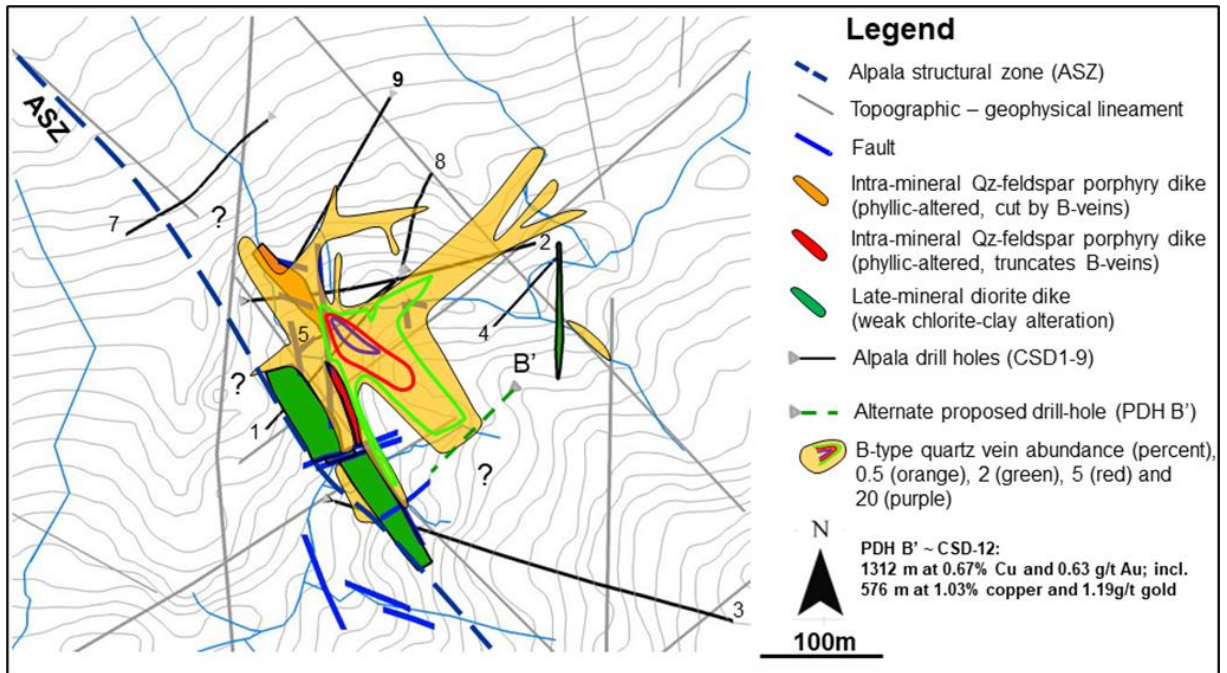 ASZ
9
8
7
?
2
5
4
B'
?
1
?
3
Legend
Alpala structural zone (ASZ)
Topographic – geophysical lineament
Fault
Intra-mineral Qz-feldspar porphyry dike
(phyllic-altered, cut by B-veins)
Intra-mineral Qz-feldspar porphyry dike
(phyllic-altered, truncates B-veins)
Late-mineral diorite dike
(weak chlorite-clay alteration)
Alpala drill holes (CSD1-9)
Alternate proposed drill-hole (PDH B')
B-type quartz vein abundance (percent),
0.5 (orange), 2 (green), 5 (red) and
20 (purple)
N
100m
PDH B' ~ CSD-12:
1312 m at 0.67% Cu and 0.63 g/t Au; incl.
576 m at 1.03% copper and 1.19g/t gold